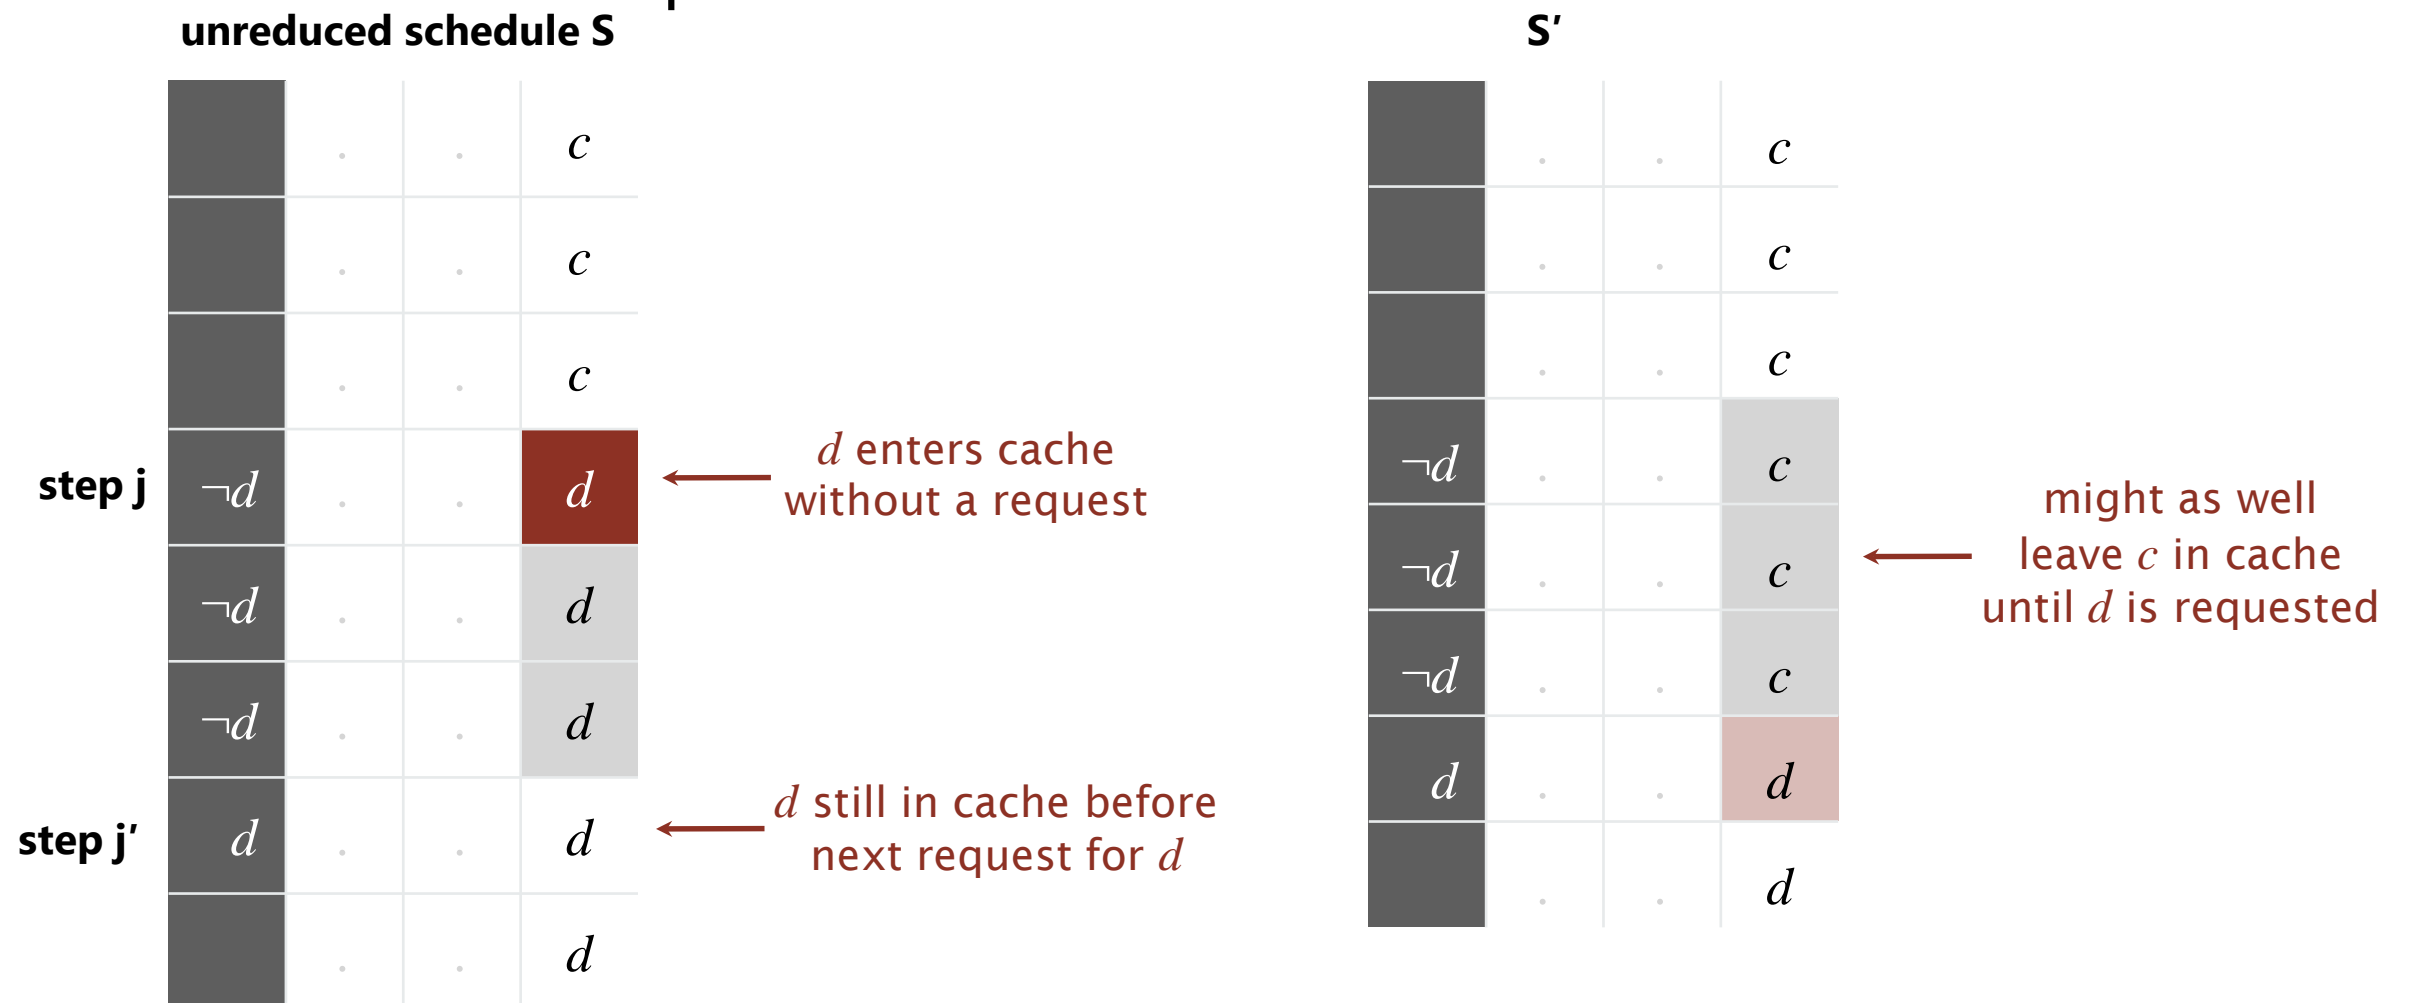 unreduced schedule S
. . c
. . c
. . c
step j ¬d . . d
d enters cache
without a request
¬d . . d
¬d . . d
step j′ d . . d
d still in cache before
next request for d
. . d
S′
. . c
. . c
. . c
¬d . . c
¬d . . c
¬d . . c
might as well
leave c in cache
until d is requested
d . . d
. . d